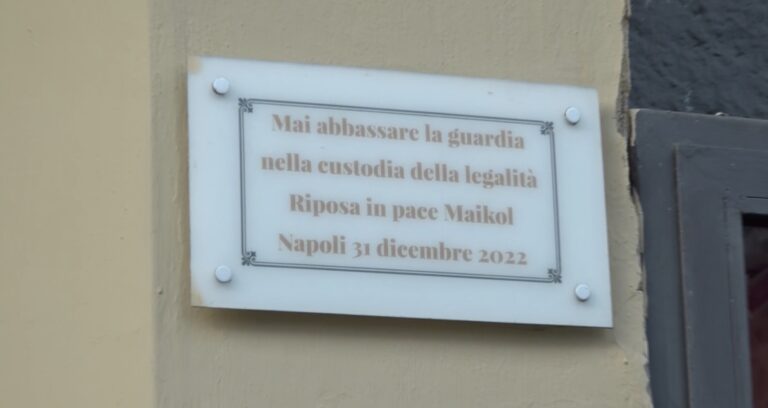 Mai abbassare la guardia
nella custodia della legalità
Riposa in pace Maikol
Napoli 31 dicembre 2022